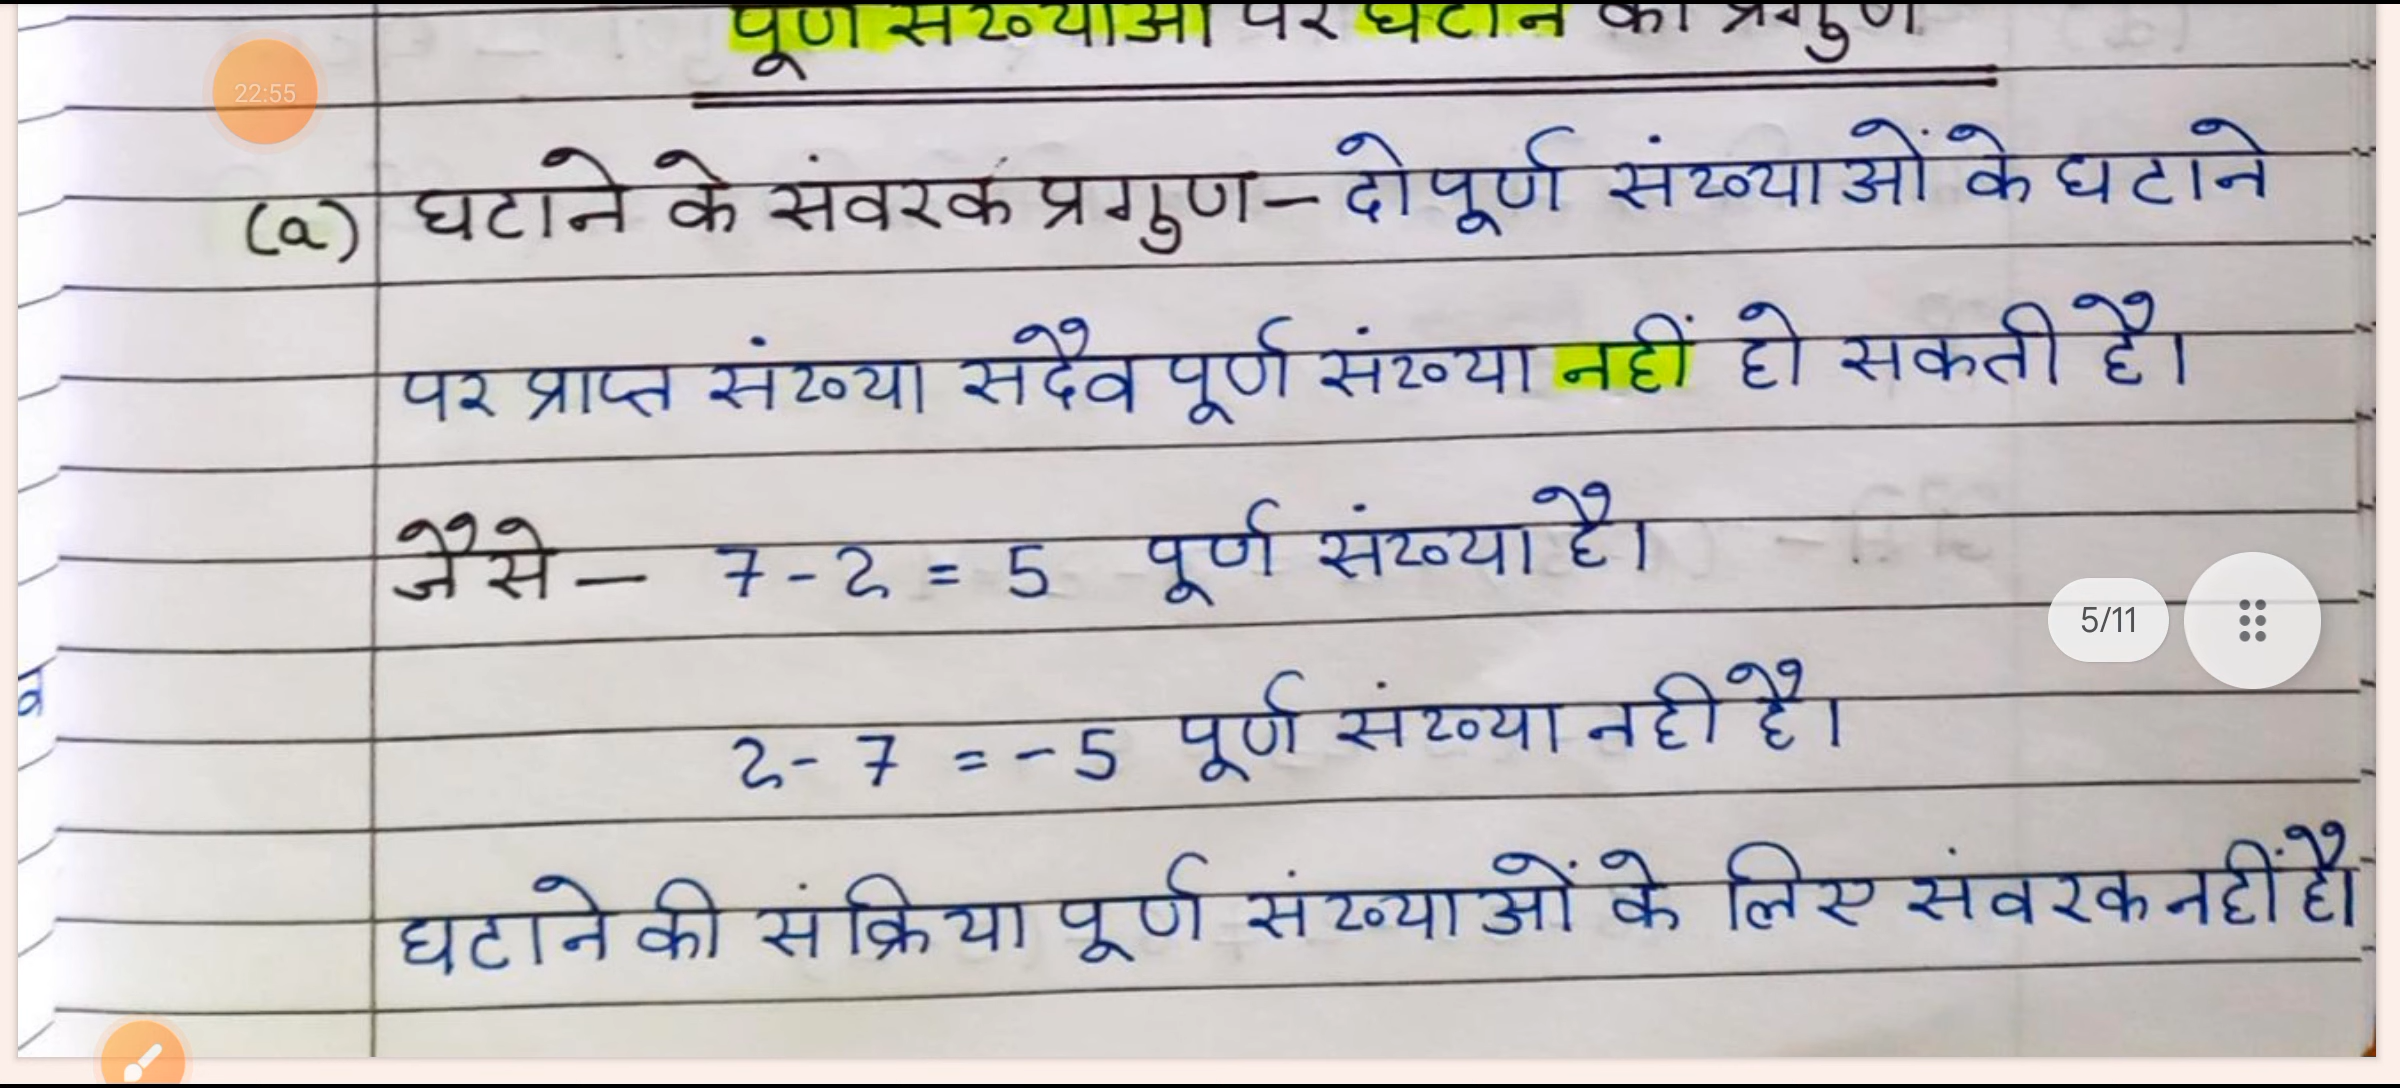 पूर्ण संख्याओं पर घटाने का प्रगुण
22:55
(a) घटाने के संवरक प्रगुण – दो पूर्ण संख्याओं के घटाने
पर प्राप्त संख्या सदैव पूर्ण संख्या नहीं हो सकती है।
जैसे – 7 - 2 = 5 पूर्ण संख्या है।
5/11
2 - 7 = - 5 पूर्ण संख्या नही है।
घटाने की संक्रिया पूर्ण संख्याओं के लिए संवरक नहीं है।